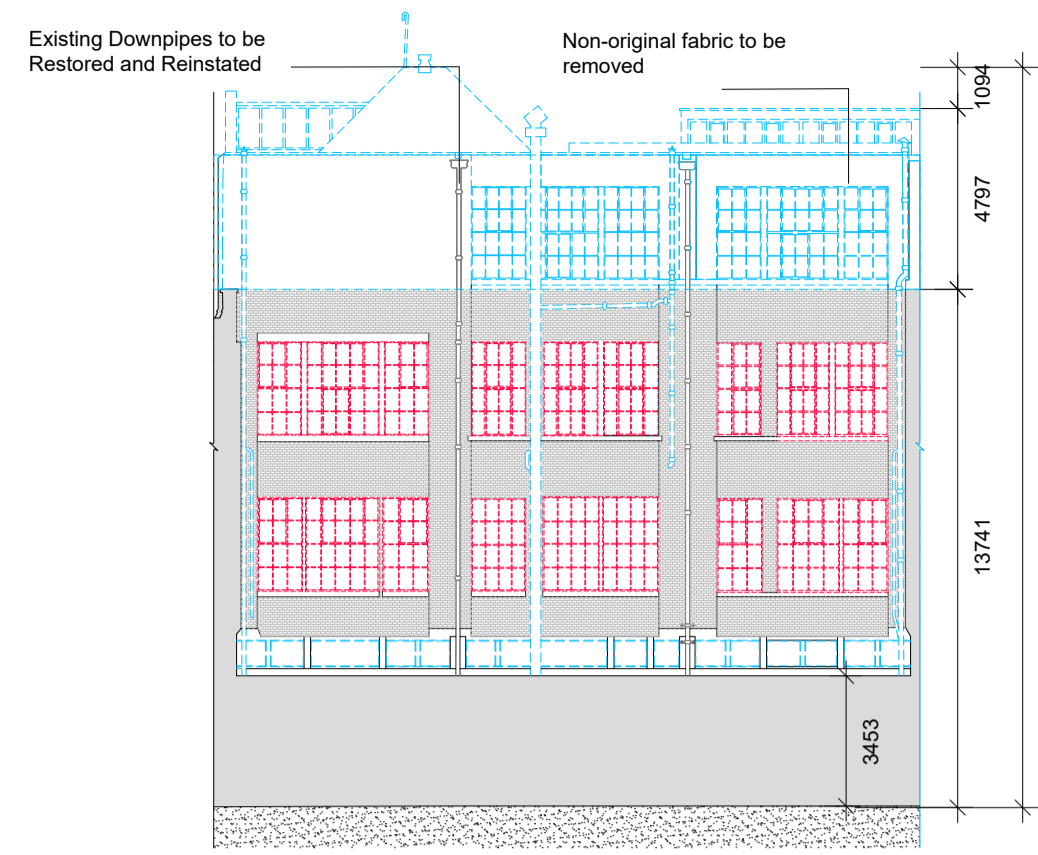 Existing Downpipes to be
Restored and Reinstated
Non-original fabric to be
removed
1094
4797
13741
3453